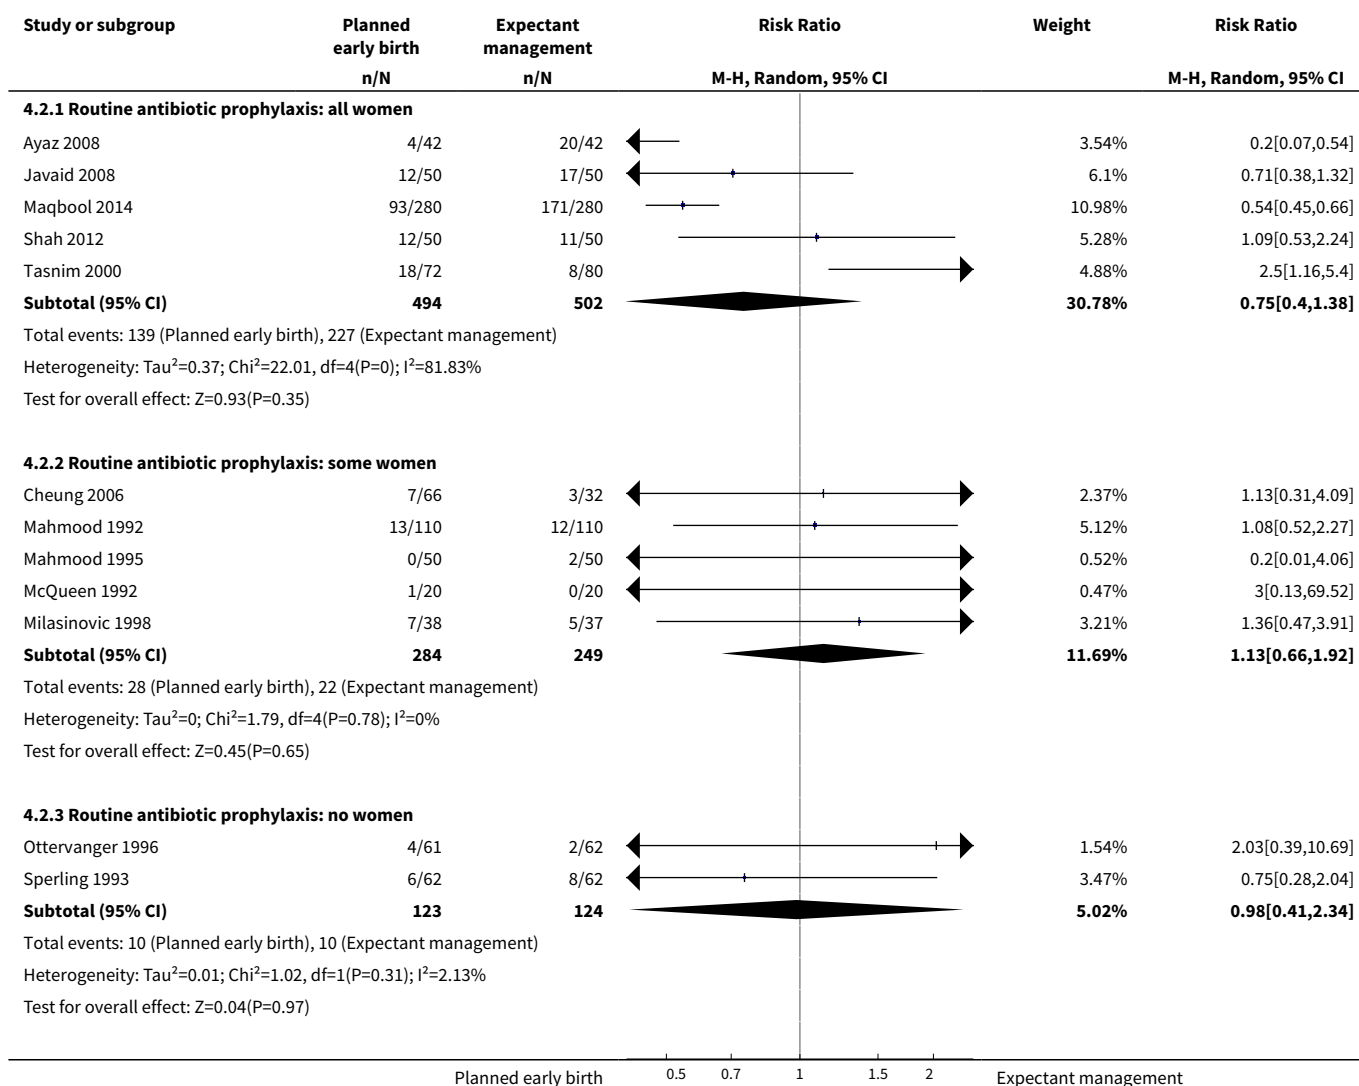 Study or subgroup Planned early birth Expectant management Risk Ratio Weight Risk Ratio
n/N n/N M-H, Random, 95% CI M-H, Random, 95% CI
4.2.1 Routine antibiotic prophylaxis: all women
Ayaz 2008 4/42 20/42 3.54% 0.2[0.07,0.54]
Javaid 2008 12/50 17/50 6.1% 0.71[0.38,1.32]
Maqbool 2014 93/280 171/280 10.98% 0.54[0.45,0.66]
Shah 2012 12/50 11/50 5.28% 1.09[0.53,2.24]
Tasnim 2000 18/72 8/80 4.88% 2.5[1.16,5.4]
Subtotal (95% CI) 494 502 30.78% 0.75[0.4,1.38]
Total events: 139 (Planned early birth), 227 (Expectant management)
Heterogeneity: Tau²=0.37; Chi²=22.01, df=4(P=0); I²=81.83%
Test for overall effect: Z=0.93(P=0.35)
4.2.2 Routine antibiotic prophylaxis: some women
Cheung 2006 7/66 3/32 2.37% 1.13[0.31,4.09]
Mahmood 1992 13/110 12/110 5.12% 1.08[0.52,2.27]
Mahmood 1995 0/50 2/50 0.52% 0.2[0.01,4.06]
McQueen 1992 1/20 0/20 0.47% 3[0.13,69.52]
Milasinovic 1998 7/38 5/37 3.21% 1.36[0.47,3.91]
Subtotal (95% CI) 284 249 11.69% 1.13[0.66,1.92]
Total events: 28 (Planned early birth), 22 (Expectant management)
Heterogeneity: Tau²=0; Chi²=1.79, df=4(P=0.78); I²=0%
Test for overall effect: Z=0.45(P=0.65)
4.2.3 Routine antibiotic prophylaxis: no women
Ottervanger 1996 4/61 2/62 1.54% 2.03[0.39,10.69]
Sperling 1993 6/62 8/62 3.47% 0.75[0.28,2.04]
Subtotal (95% CI) 123 124 5.02% 0.98[0.41,2.34]
Total events: 10 (Planned early birth), 10 (Expectant management)
Heterogeneity: Tau²=0.01; Chi²=1.02, df=1(P=0.31); I²=2.13%
Test for overall effect: Z=0.04(P=0.97)
Planned early birth 0.5 0.7 1 1.5 2 Expectant management